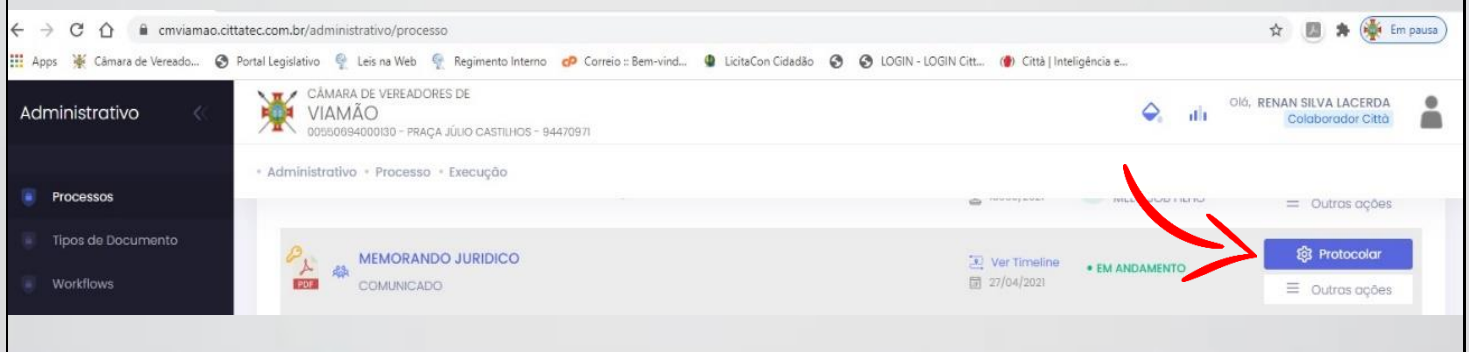 cmviamao.cittatec.com.br/administrativo/processo
Em pausa
Apps Câmara de Vereado... Portal Legislativo Leis na Web Regimento Interno Correio :: Bem-vind... LicitaCon Cidadão LOGIN - LOGIN Citt... Città | Inteligência e...
Administrativo
CÂMARA DE VEREADORES DE
VIAMÃO
00550694000130 - PRAÇA JÚLIO CASTILHOS - 94470971
Olá, RENAN SILVA LACERDA
Colaborador Città
• Administrativo • Processo • Execução
Processos
Outras ações
Tipos de Documento
MEMORANDO JURIDICO
COMUNICADO
PDF
Ver Timeline
27/04/2021
• EM ANDAMENTO
Protocolar
Outras ações
Workflows